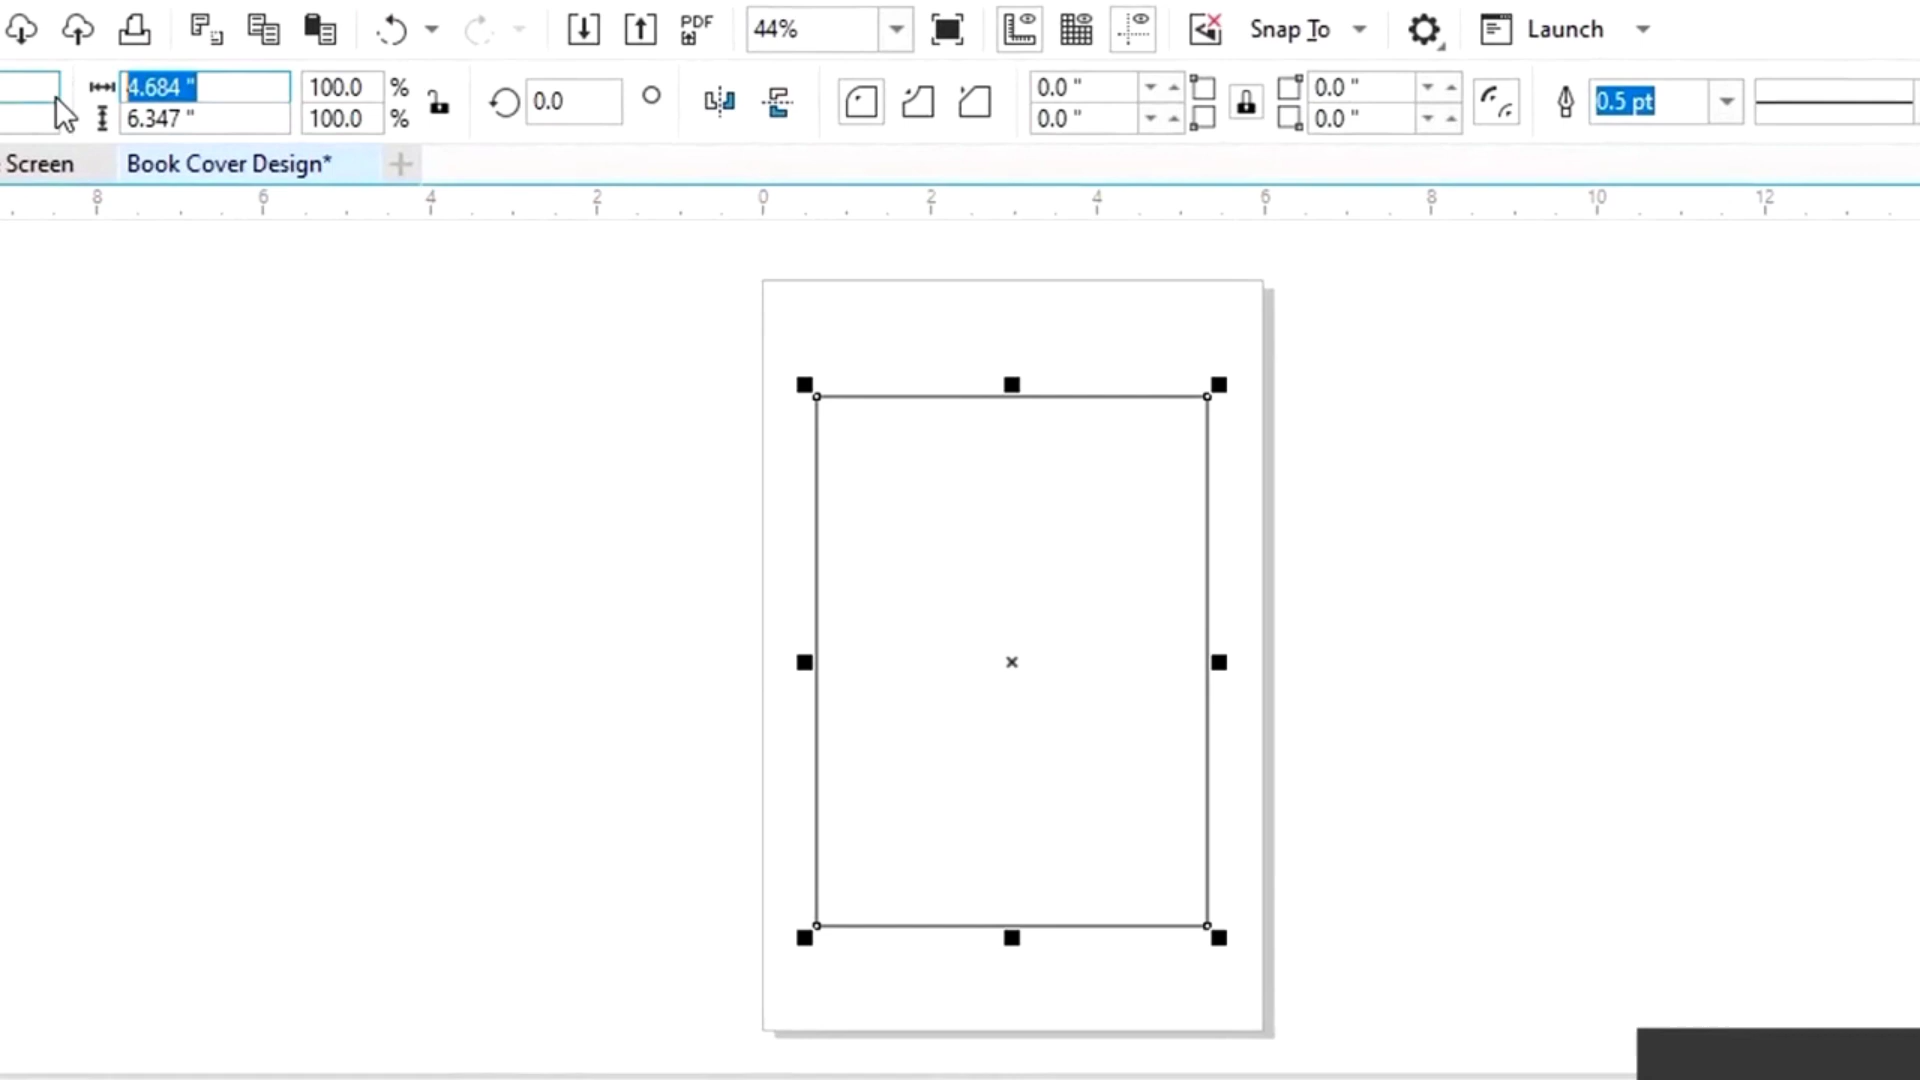 PDF
44%
Snap To
Launch
4.684 "
100.0 %
6.347 "
100.0 %
0.0
0.0 "
0.0 "
0.0 "
0.0 "
0.5 pt
Screen
Book Cover Design*
8 6 4 2 0 2 4 6 8 10 12